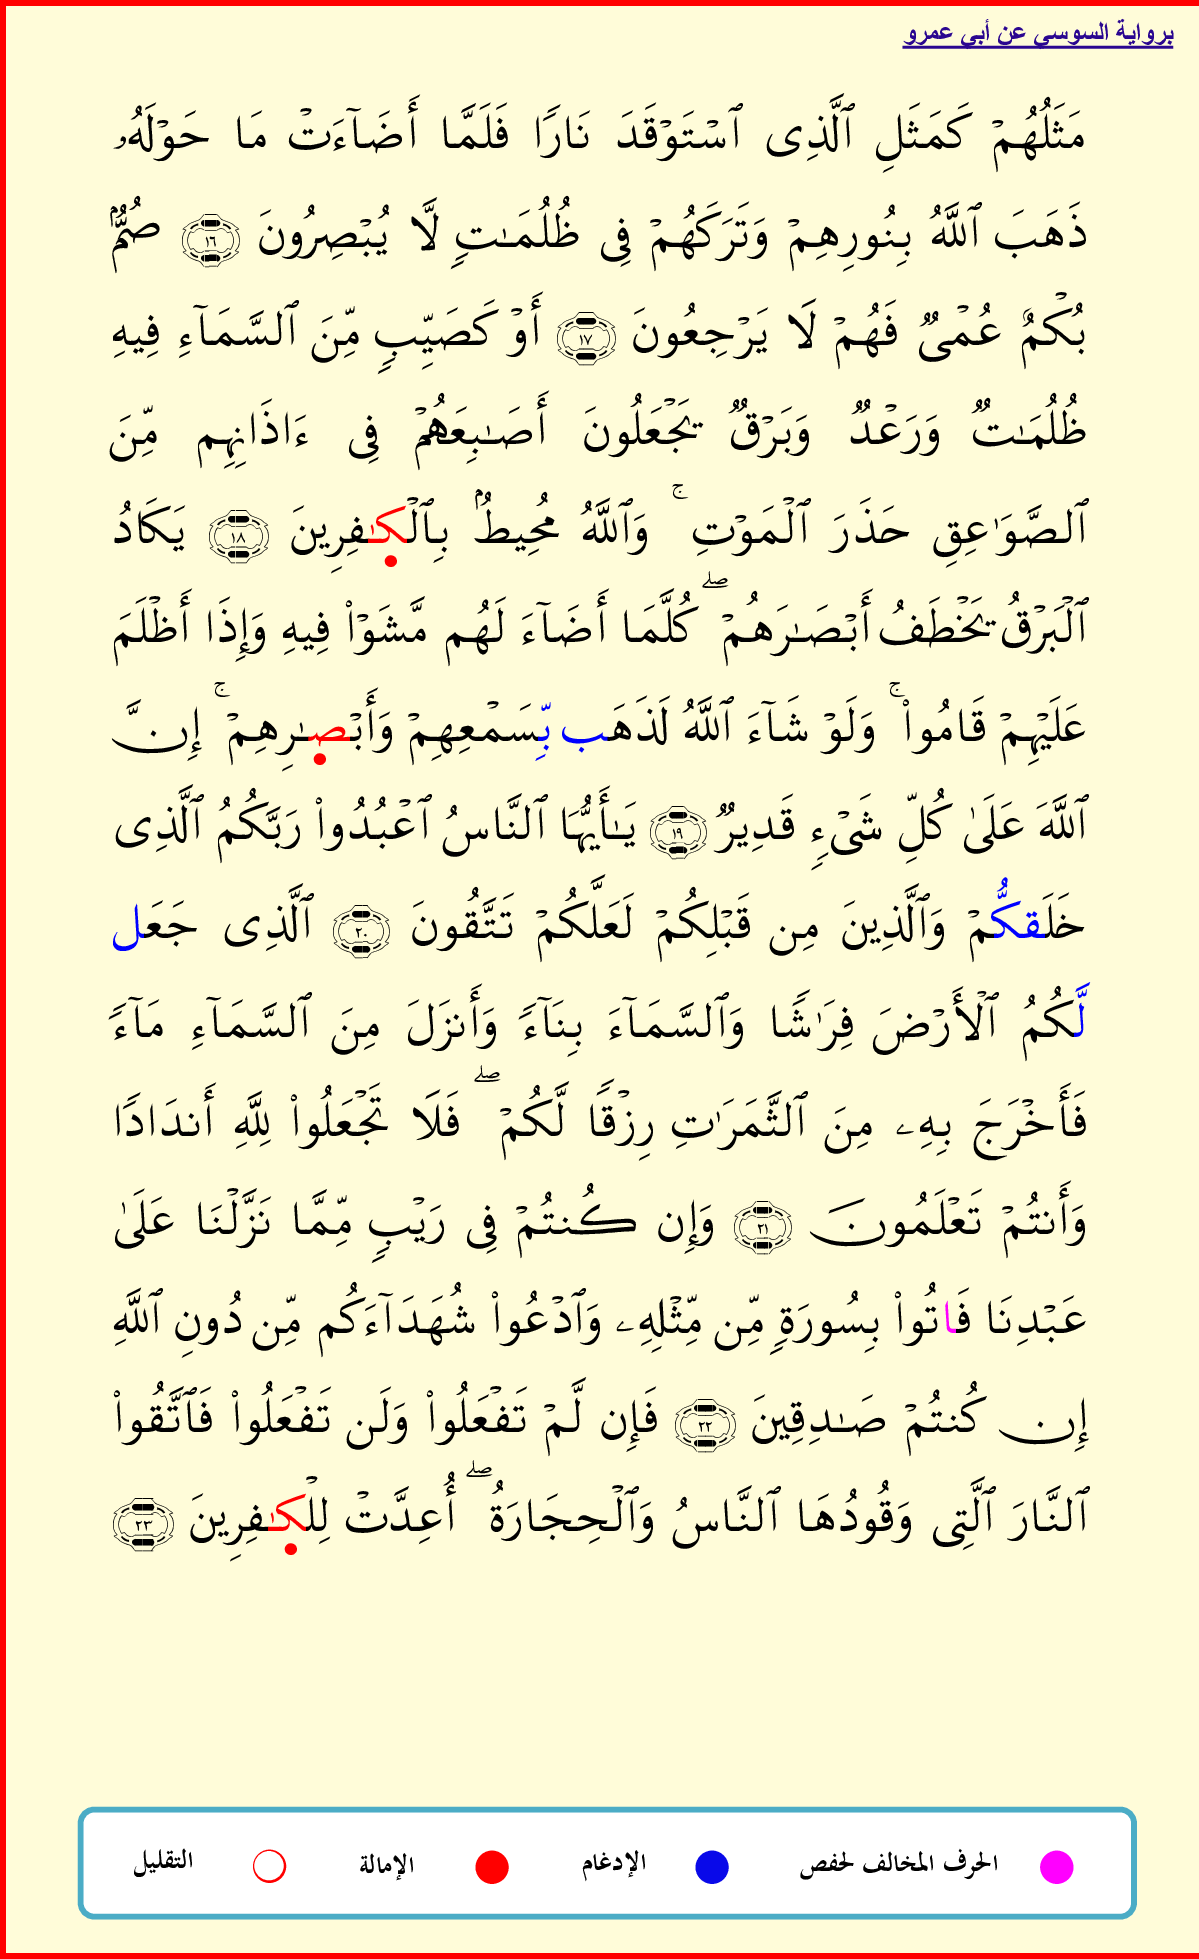 برواية السوسي عن أبي عمرو
مَثَلُهُمۡ كَمَثَلِ ٱلَّذِى ٱسۡتَوۡقَدَ نَارًا فَلَمَّا أَضَآءَتۡ مَا حَوۡلَهُۥ
ذَهَبَ ٱللَّهُ بِنُورِهِمۡ وَتَرَكَهُمۡ فِى ظُلُمَـٰتٍ لَّا يُبۡصِرُونَ ١٦ صُمُّۢ
بُكۡمٌ عُمۡىٌ فَهُمۡ لَا يَرۡجِعُونَ ١٧ أَوۡ كَصَيِّبٍ مِّنَ ٱلسَّمَآءِ فِيهِ
ظُلُمَـٰتٌ وَرَعۡدٌ وَبَرۡقٌ يَجۡعَلُونَ أَصَـٰبِعَهُمۡ فِى ءَاذَانِهِم مِّنَ
ٱلصَّوَٰعِقِ حَذَرَ ٱلۡمَوۡتِ ۚ وَٱللَّهُ مُحِيطُۢ بِٱلۡكَـٰفِرِينَ ١٨ يَكَادُ
ٱلۡبَرۡقُ يَخۡطَفُ أَبۡصَـٰرَهُمۡ ۖ كُلَّمَا أَضَآءَ لَهُم مَّشَوۡاْ فِيهِ وَإِذَا أَظۡلَمَ
عَلَيۡهِمۡ قَامُواْ ۚ وَلَوۡ شَآءَ ٱللَّهُ لَذَهَب بِّسَمۡعِهِمۡ وَأَبۡصـٰرِهِمۡ ۚ إِنَّ
ٱللَّهَ عَلَىٰ كُلِّ شَىۡءٍ قَدِيرٌ ١٩ يَـٰأَيُّهَا ٱلنَّاسُ ٱعۡبُدُواْ رَبَّكُمُ ٱلَّذِى
خَلَقكُّمۡ وَٱلَّذِينَ مِن قَبۡلِكُمۡ لَعَلَّكُمۡ تَتَّقُونَ ٢٠ ٱلَّذِى جَعَل
لَّكُمُ ٱلۡأَرۡضَ فِرَٰشًا وَٱلسَّمَآءَ بِنَآءً وَأَنزَلَ مِنَ ٱلسَّمَآءِ مَآءً
فَأَخۡرَجَ بِهِۦ مِنَ ٱلثَّمَرَٰتِ رِزۡقًا لَّكُمۡ ۖ فَلَا تَجۡعَلُواْ لِلَّهِ أَندَادًا
وَأَنتُمۡ تَعۡلَمُونَ ٢١ وَإِن كُنتُمۡ فِى رَيۡبٍ مِّمَّا نَزَّلۡنَا عَلَىٰ
عَبۡدِنَا فَاتُواْ بِسُورَةٍ مِّن مِّثۡلِهِۦ وَٱدۡعُواْ شُهَدَآءَكُم مِّن دُونِ ٱللَّهِ
إِن كُنتُمۡ صَـٰدِقِينَ ٢٢ فَإِن لَّمۡ تَفۡعَلُواْ وَلَن تَفۡعَلُواْ فَٱتَّقُواْ
ٱلنَّارَ ٱلَّتِى وَقُودُهَا ٱلنَّاسُ وَٱلۡحِجَارَةُ ۖ أُعِدَّتۡ لِلۡكَـٰفِرِينَ ٢٣
الحرف المخالف لحفص الإدغام الإمالة التقليل